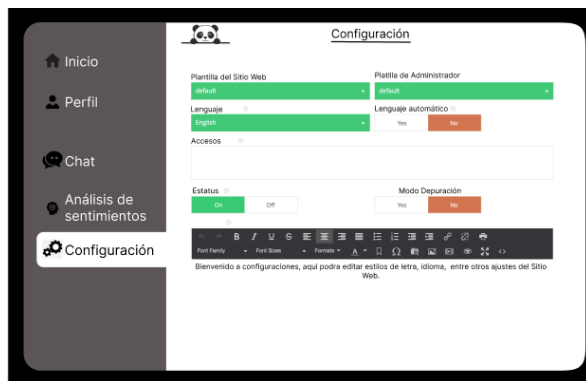 Configuración
Inicio
Perfil
Chat
Análisis de
sentimientos
Configuración
Plantilla del Sitio Web
Platilla de Administrador
default
default
Lenguaje
Lenguaje automático
English
Yes
No
Accesos
Estatus
Modo Depuración
On
Off
Yes
No
Font Family
Font Sizes
Formats
Bienvenido a configuraciones, aqui podra editar estilos de letra, idioma, entre otros ajustes del Sitio
Web.